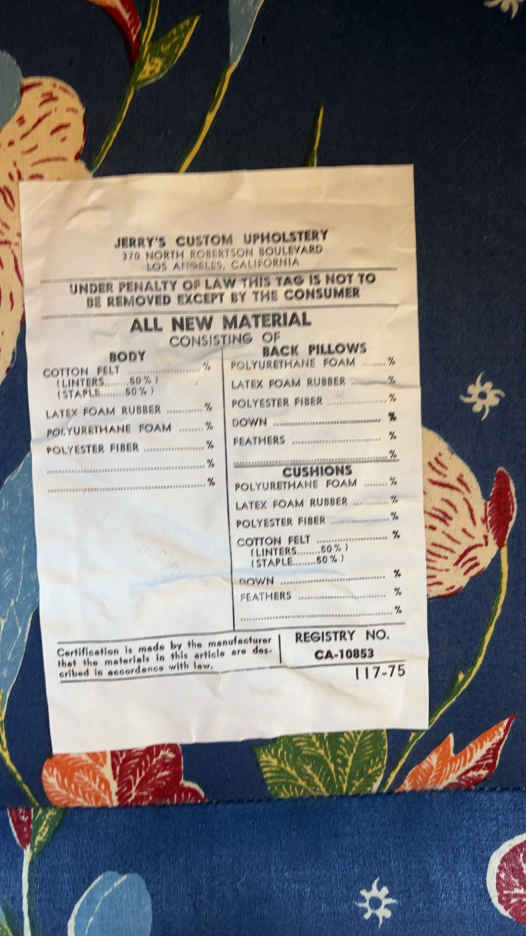 JERRY'S CUSTOM UPHOLSTERY
370 NORTH ROBERTSON BOULEVARD
LOS ANGELES, CALIFORNIA
UNDER PENALTY OF LAW THIS TAG IS NOT TO
BE REMOVED EXCEPT BY THE CONSUMER
ALL NEW MATERIAL
CONSISTING OF
BODY
COTTON FELT ..................%
(LINTERS.......50%)
(STAPLE.......50%)
LATEX FOAM RUBBER ..........%
POLYURETHANE FOAM .......%
POLYESTER FIBER ................%
............................................%
............................................%
BACK PILLOWS
POLYURETHANE FOAM ......%
LATEX FOAM RUBBER .........%
POLYESTER FIBER ...............%
DOWN ..............................%
FEATHERS .........................%
............................................%
CUSHIONS
POLYURETHANE FOAM ......%
LATEX FOAM RUBBER .........%
POLYESTER FIBER ...............%
COTTON FELT ....................%
(LINTERS.......50%)
(STAPLE.......50%)
DOWN .............................%
FEATHERS ........................%
............................................%
Certification is made by the manufacturer
that the materials in this article are des-
cribed in accordance with law.
REGISTRY NO.
CA-10853
117-75